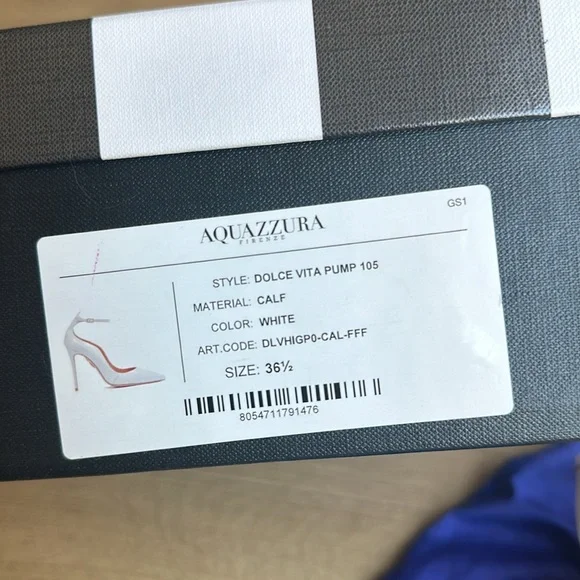 GS1
AQUAZZURA
FIRENZE
STYLE: DOLCE VITA PUMP 105
MATERIAL: CALF
COLOR: WHITE
ART.CODE: DLVHIGP0-CAL-FFF
SIZE: 36½
8054711791476